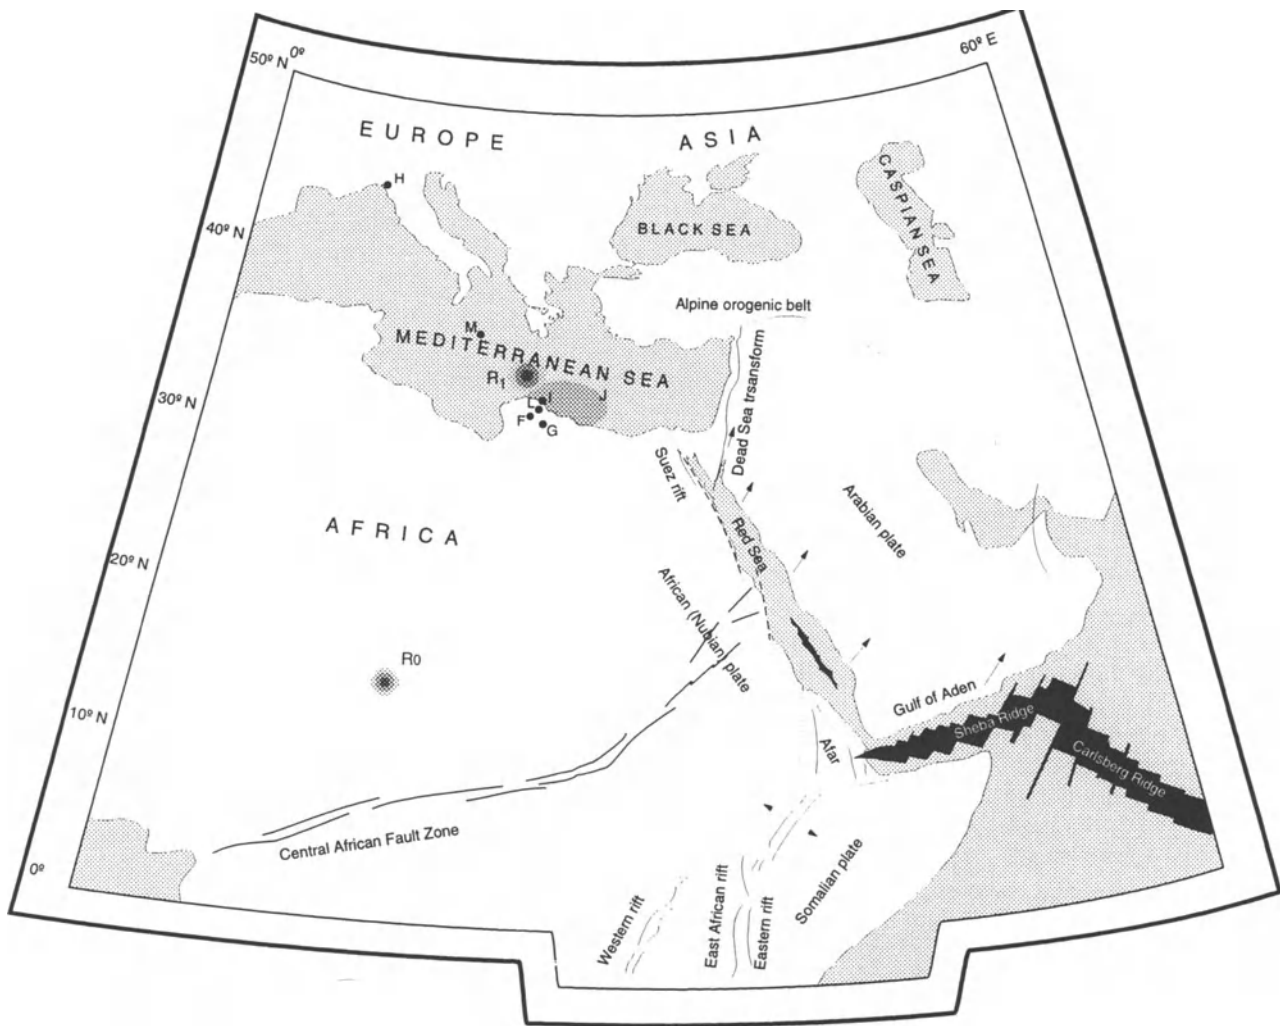 0º
60º E
50º N
EUROPE
ASIA
CASPIAN SEA
H
40º N
BLACK SEA
Alpine orogenic belt
M
MEDITERRANEAN SEA
R1
J
I
L
F
G
30º N
Dead Sea trsansform
Suez rift
Arabian plate
AFRICA
Red Sea
20º N
African (Nubian) plate
R0
Gulf of Aden
10º N
Sheba Ridge
Afar
Carlsberg Ridge
Central African Fault Zone
0º
Somalian plate
Western rift
East African rift
Eastern rift